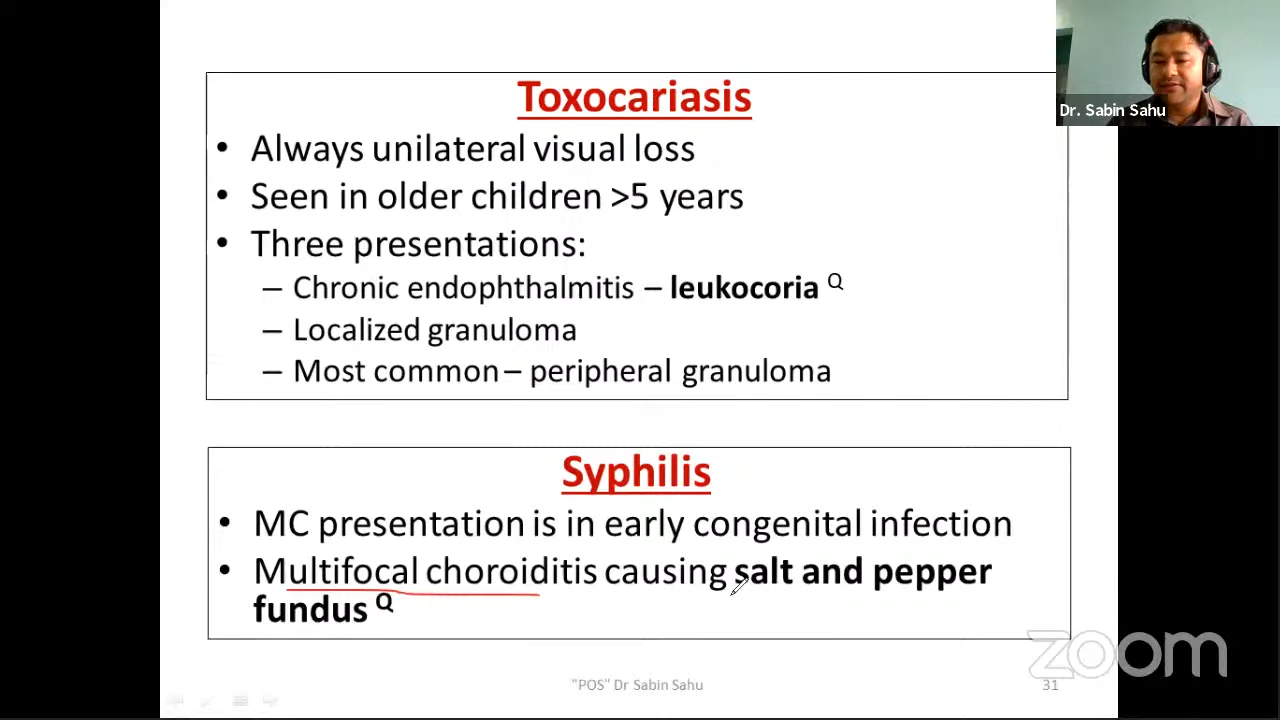 Toxocariasis
• Always unilateral visual loss
• Seen in older children >5 years
• Three presentations:
– Chronic endophthalmitis – leukocoria Q
– Localized granuloma
– Most common – peripheral granuloma
Syphilis
• MC presentation is in early congenital infection
• Multifocal choroiditis causing salt and pepper
fundus Q
"POS" Dr Sabin Sahu
31
Dr. Sabin Sahu
zoom